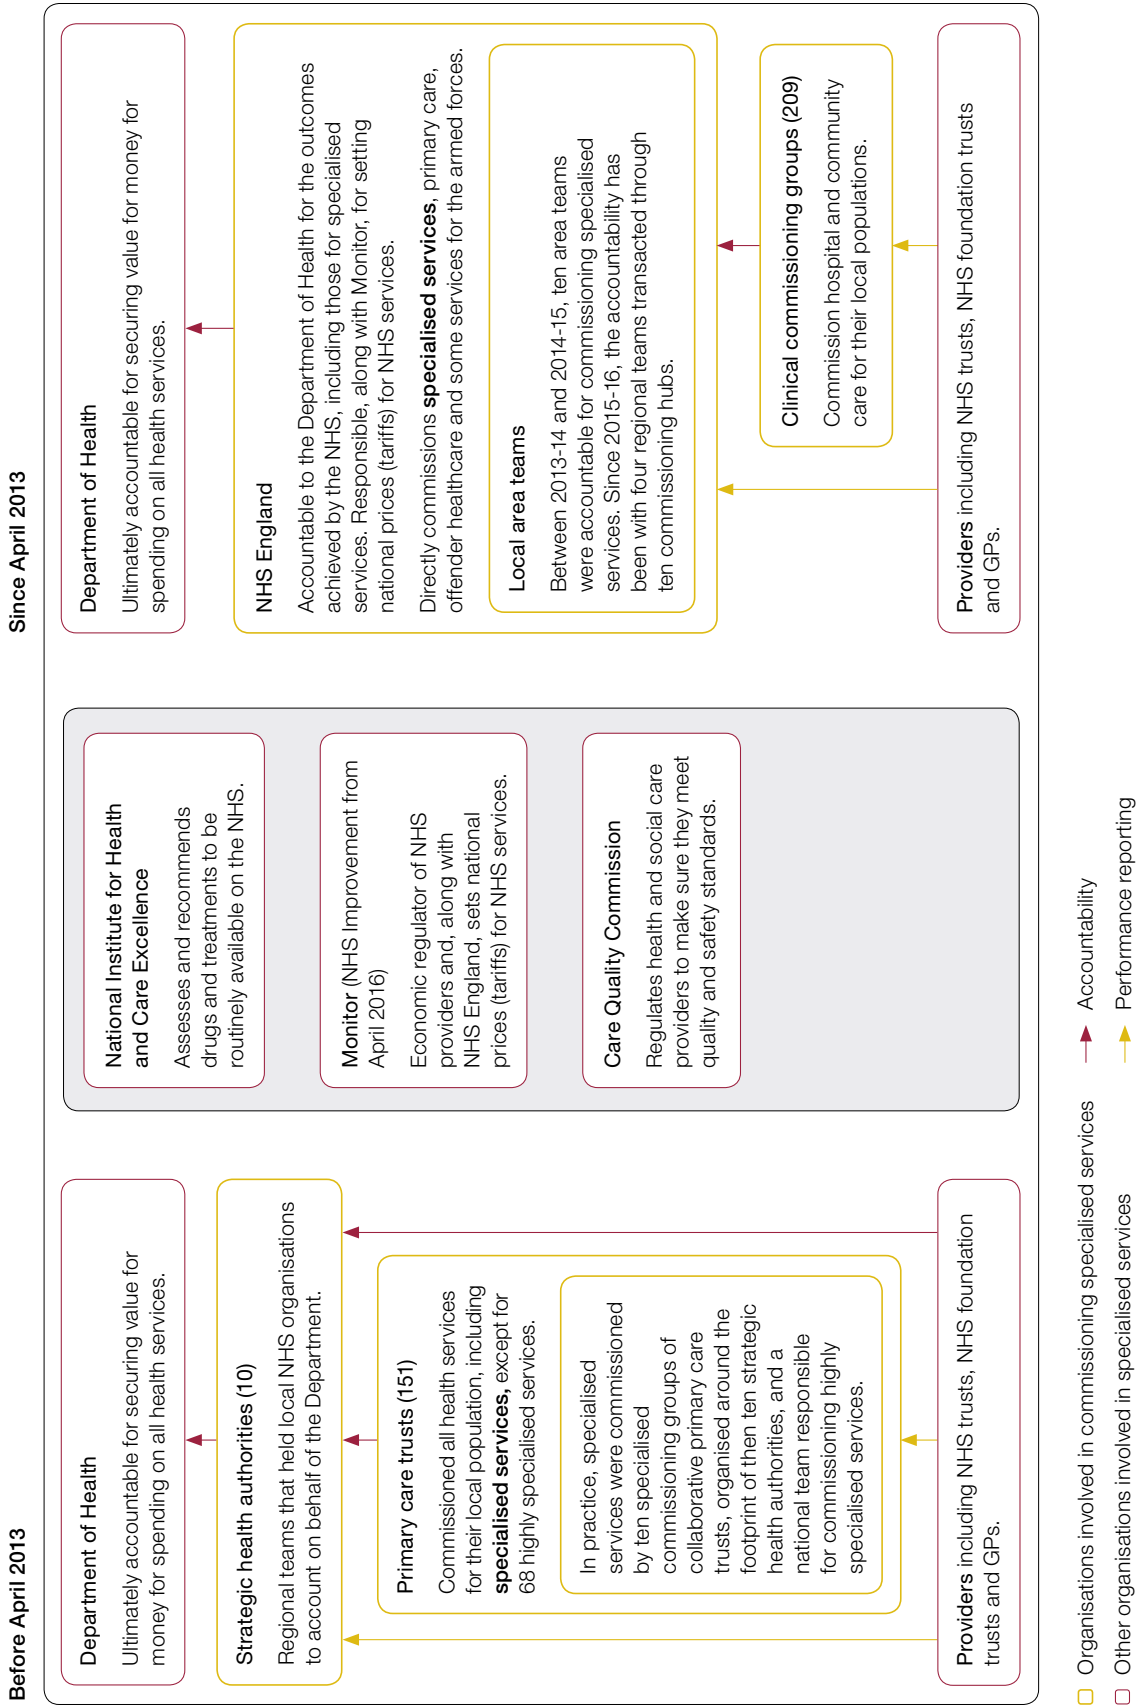 Before April 2013
Department of Health
Ultimately accountable for securing value for
money for spending on all health services.
Strategic health authorities (10)
Regional teams that held local NHS organisations
to account on behalf of the Department.
Primary care trusts (151)
Commissioned all health services
for their local population, including
specialised services, except for
68 highly specialised services.
In practice, specialised
services were commissioned
by ten specialised
commissioning groups of
collaborative primary care
trusts, organised around the
footprint of then ten strategic
health authorities, and a
national team responsible
for commissioning highly
specialised services.
Providers including NHS trusts, NHS foundation
trusts and GPs.
National Institute for Health
and Care Excellence
Assesses and recommends
drugs and treatments to be
routinely available on the NHS.
Monitor (NHS Improvement from
April 2016)
Economic regulator of NHS
providers and, along with
NHS England, sets national
prices (tariffs) for NHS services.
Care Quality Commission
Regulates health and social care
providers to make sure they meet
quality and safety standards.
Since April 2013
Department of Health
Ultimately accountable for securing value for money for
spending on all health services.
NHS England
Accountable to the Department of Health for the outcomes
achieved by the NHS, including those for specialised
services. Responsible, along with Monitor, for setting
national prices (tariffs) for NHS services.
Directly commissions specialised services, primary care,
offender healthcare and some services for the armed forces.
Local area teams
Between 2013-14 and 2014-15, ten area teams
were accountable for commissioning specialised
services. Since 2015-16, the accountability has
been with four regional teams transacted through
ten commissioning hubs.
Clinical commissioning groups (209)
Commission hospital and community
care for their local populations.
Providers including NHS trusts, NHS foundation trusts
and GPs.
Organisations involved in commissioning specialised services
Accountability
Other organisations involved in specialised services
Performance reporting